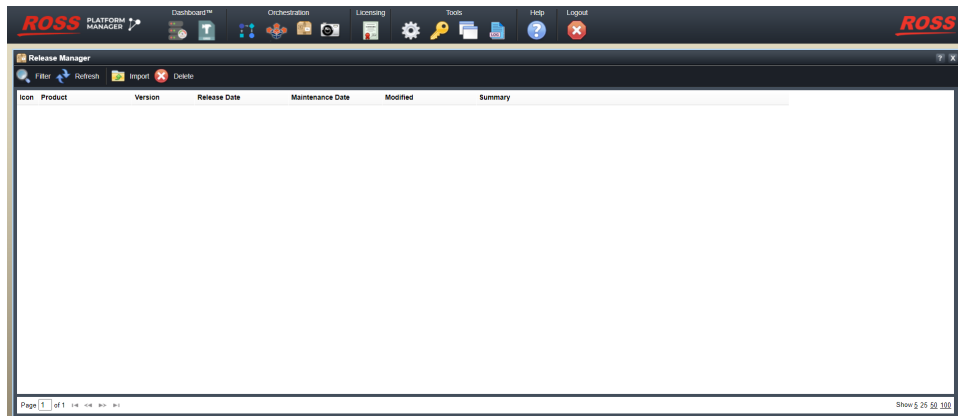 Dashboard™ Orchestration Licensing Tools Help Logout
ROSS PLATFORM MANAGER
ROSS
Release Manager ? X
Filter Refresh Import Delete
Icon Product Version Release Date Maintenance Date Modified Summary
Page 1 of 1 Show 5 25 50 100